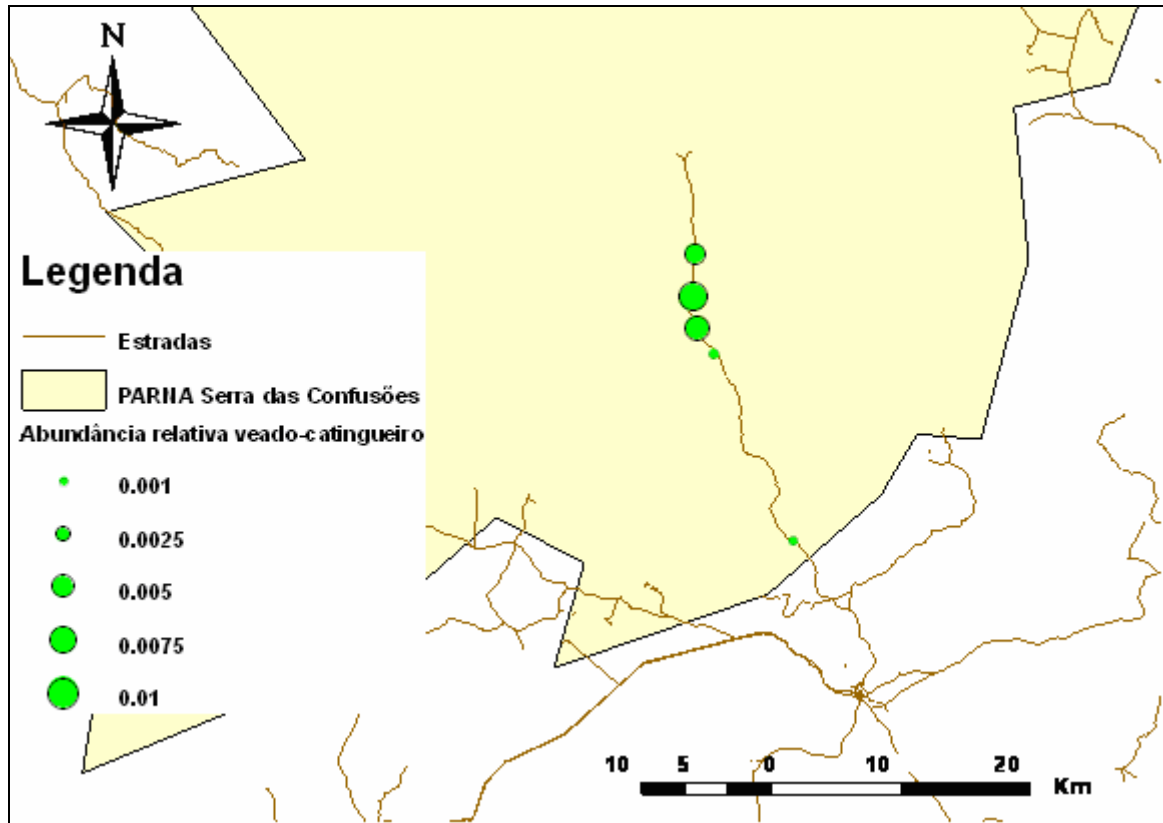 N
Legenda
Estradas
PARNA Serra das Confusões
Abundância relativa veado-catingueiro
0.001
0.0025
0.005
0.0075
0.01
10 5 0 10 20
Km